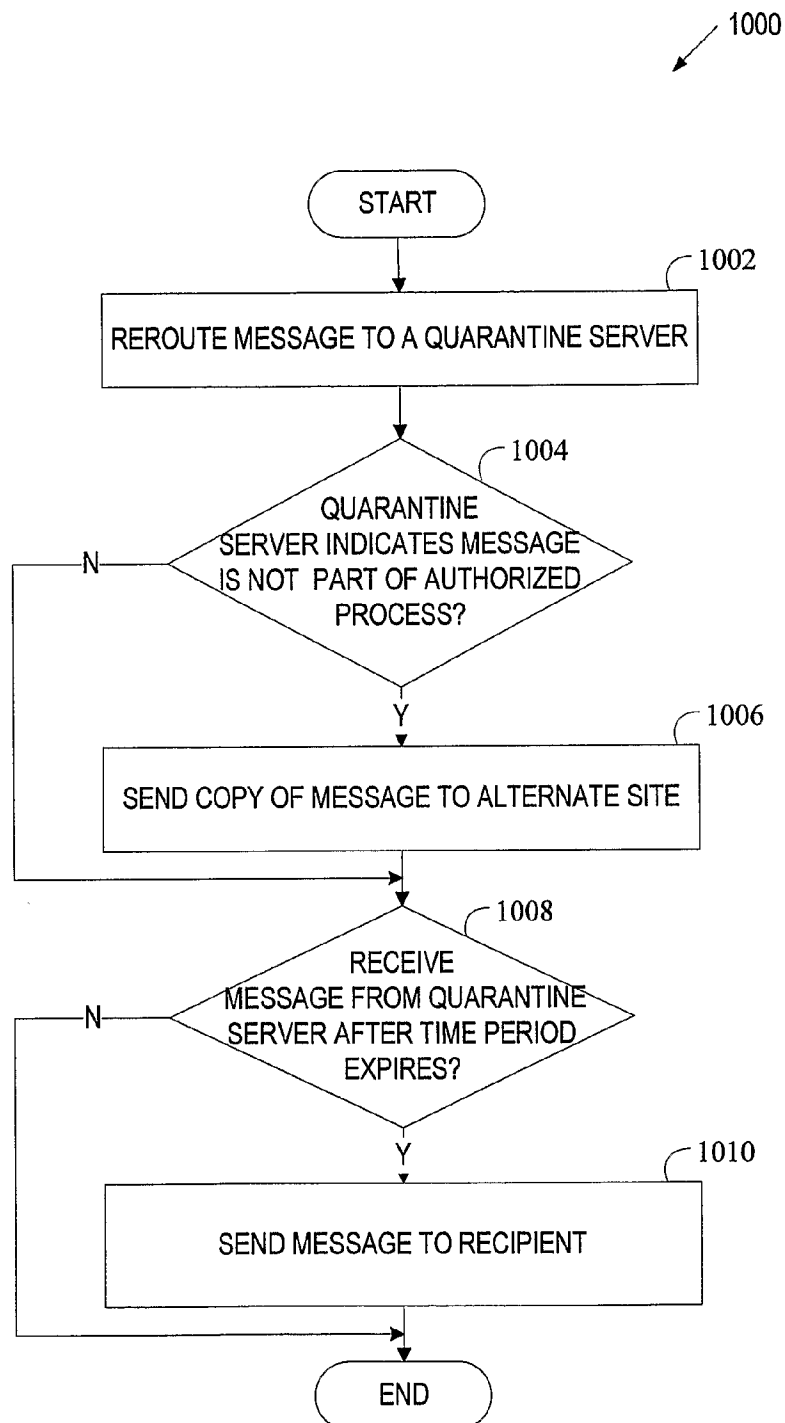 1000
START
1002
REROUTE MESSAGE TO A QUARANTINE SERVER
1004
QUARANTINE
SERVER INDICATES MESSAGE
IS NOT PART OF AUTHORIZED
PROCESS?
N
Y
1006
SEND COPY OF MESSAGE TO ALTERNATE SITE
1008
RECEIVE
MESSAGE FROM QUARANTINE
SERVER AFTER TIME PERIOD
EXPIRES?
N
Y
1010
SEND MESSAGE TO RECIPIENT
END